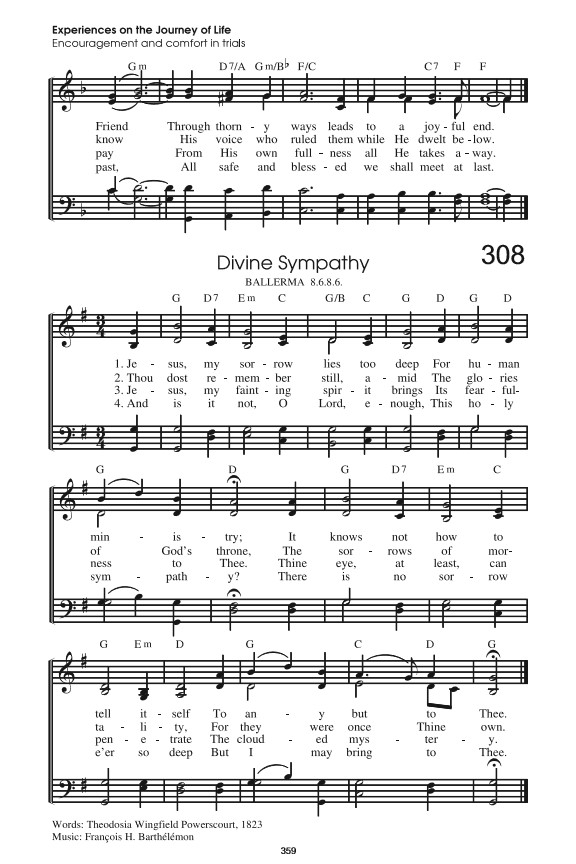 Experiences on the Journey of Life
Encouragement and comfort in trials
Gm D7/A Gm/B♭ F/C C7 F F
Friend Through thorn - y ways leads to a joy - ful end.
know His voice who ruled them while He dwelt be - low.
pay From His own full - ness all He takes a - way.
past, All safe and bless - ed we shall meet at last.
308
Divine Sympathy
BALLERMA 8.6.8.6.
G D7 Em C G/B C G D G D
3/4
1. Je - sus, my sor - row lies too deep For hu - man
2. Thou dost re - mem - ber still, a - mid The glo - ries
3. Je - sus, my faint - ing spir - it brings Its fear - ful-
4. And is it not, O Lord, e - nough, This ho - ly
3/4
G D G D7 Em C
min - is - try; It knows not how to
of God's throne, The sor - rows of mor-
ness to Thee. Thine eye, at least, can
sym - path - y? There is no sor - row
G Em D G C D G
tell it - self To an - y but to Thee.
ta - li - ty, For they were once Thine own.
pen - e - trate The cloud - ed mys - ter - y.
e'er so deep But I may bring to Thee.
Words: Theodosia Wingfield Powerscourt, 1823
Music: François H. Barthélémon
359